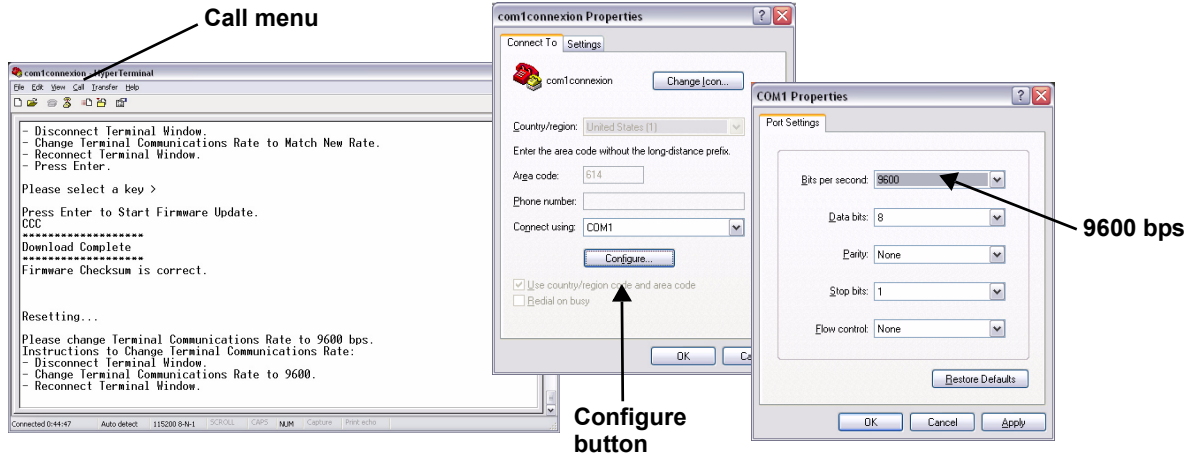 Call menu
com1connexion - HyperTerminal
File Edit View Call Transfer Help
- Disconnect Terminal Window.
- Change Terminal Communications Rate to Match New Rate.
- Reconnect Terminal Window.
- Press Enter.
Please select a key >
Press Enter to Start Firmware Update.
CCC
*******************
Download Complete
*******************
Firmware Checksum is correct.
Resetting...
Please change Terminal Communications Rate to 9600 bps.
Instructions to Change Terminal Communications Rate:
- Disconnect Terminal Window.
- Change Terminal Communications Rate to 9600.
- Reconnect Terminal Window.
Connected 0:44:47 Auto detect 115200 8-N-1 SCROLL CAPS NUM Capture Print echo
com1connexion Properties
Connect To Settings
com1connexion Change Icon...
Country/region: United States (1)
Enter the area code without the long-distance prefix.
Area code: 614
Phone number:
Connect using: COM1
Configure...
Use country/region code and area code
Redial on busy
OK Ca
Configure
button
COM1 Properties
Port Settings
Bits per second: 9600
Data bits: 8
Parity: None
Stop bits: 1
Flow control: None
Restore Defaults
OK Cancel Apply
9600 bps